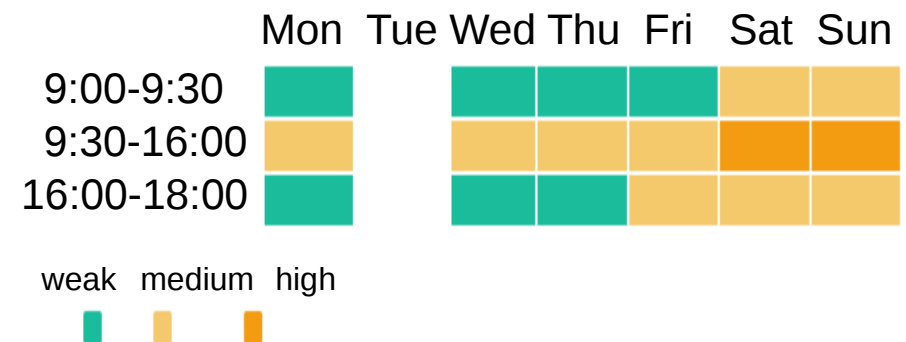 Mon Tue Wed Thu Fri Sat Sun
9:00-9:30
9:30-16:00
16:00-18:00
weak medium high